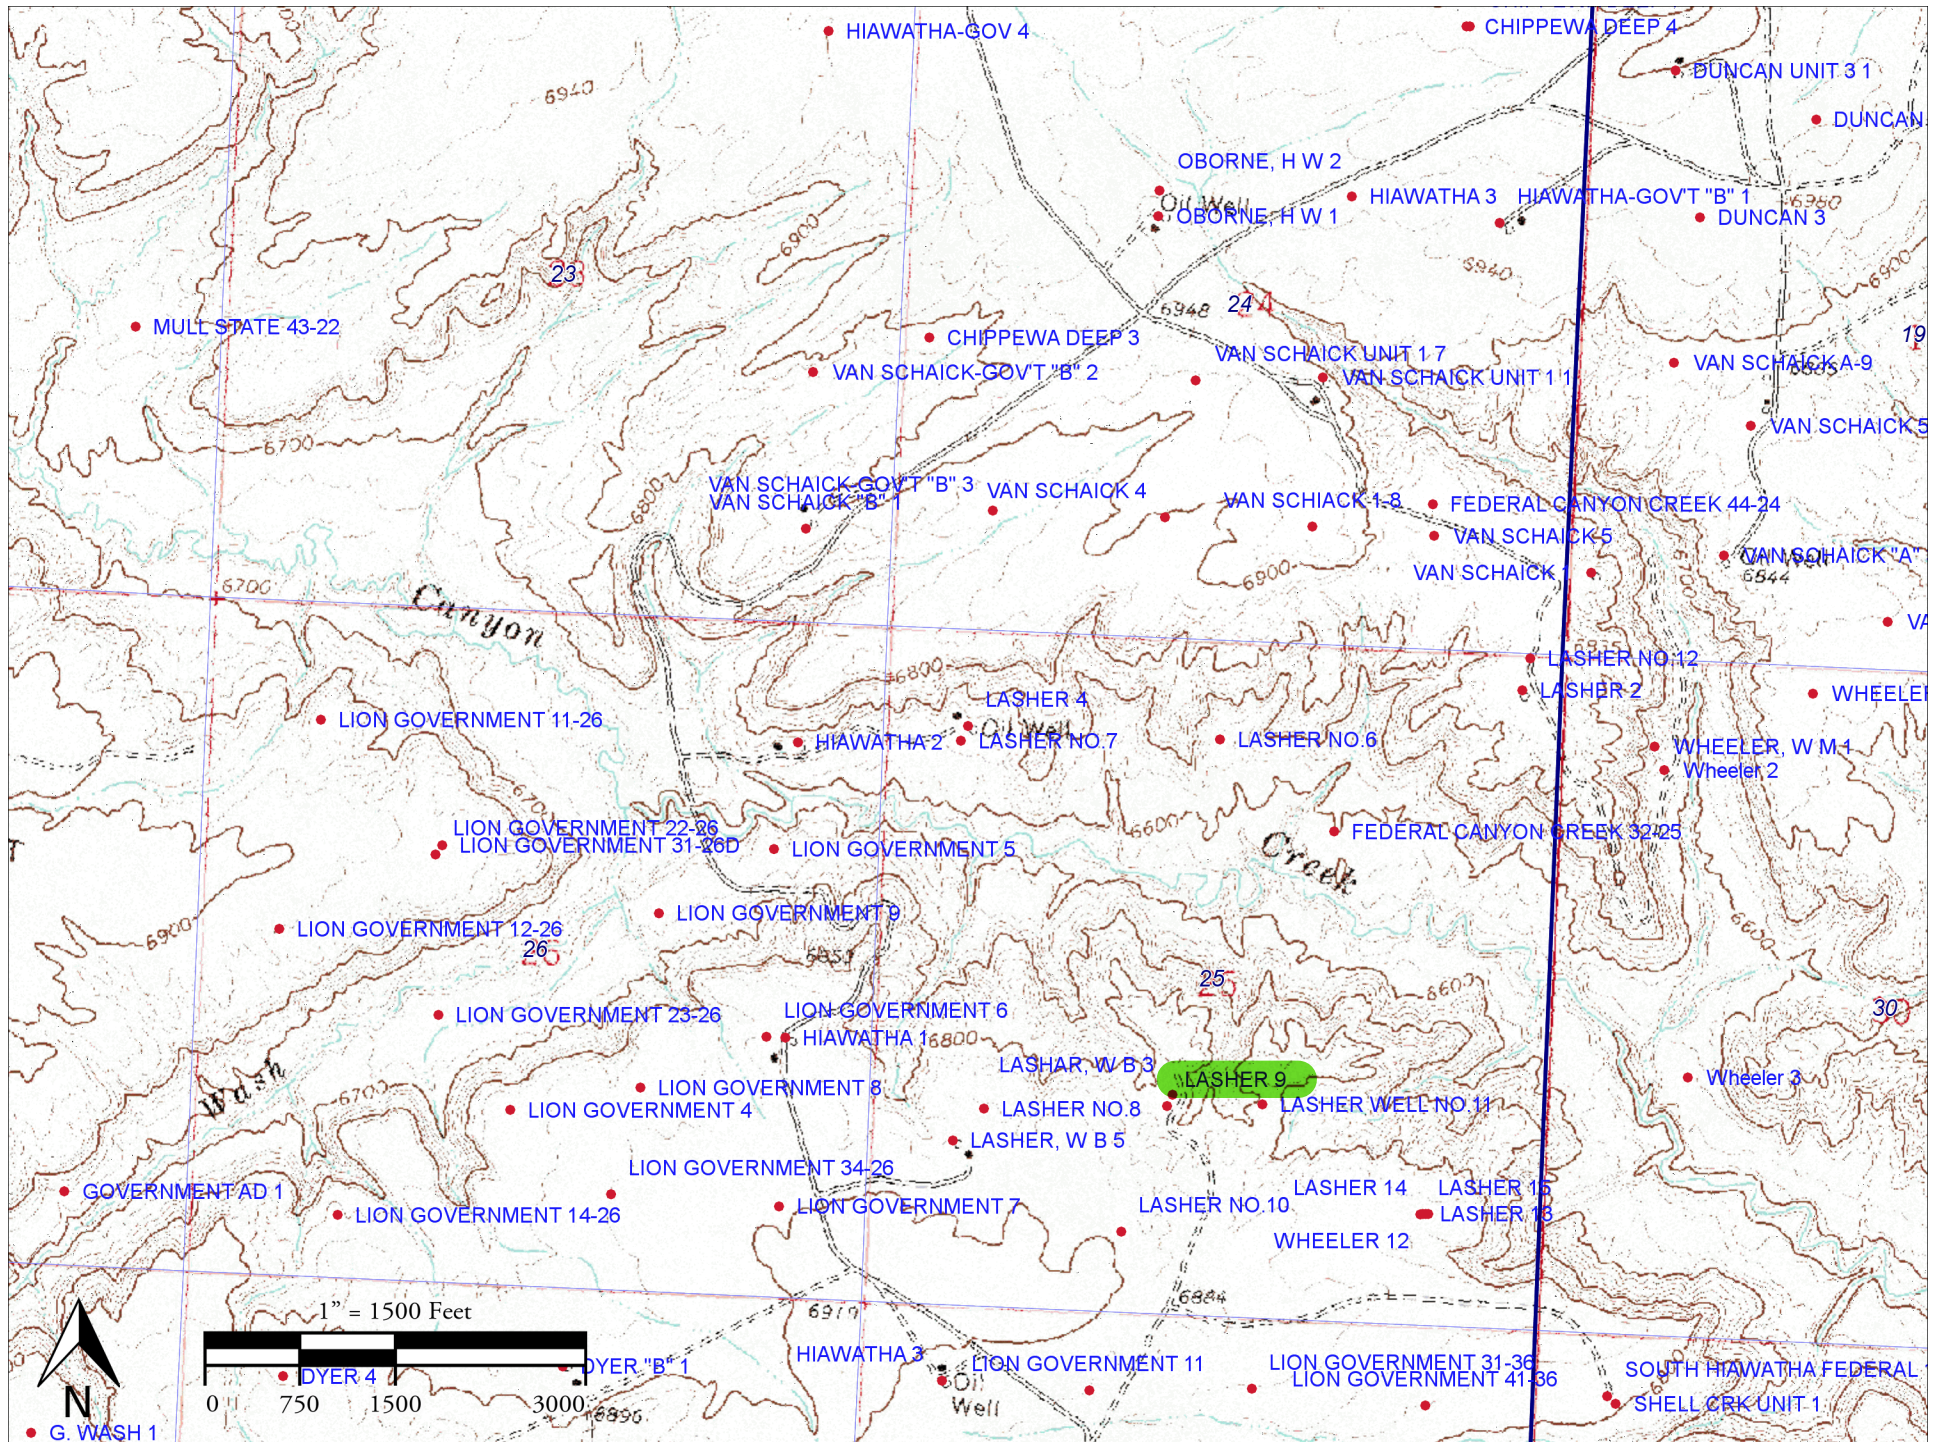 HIAWATHA-GOV 4
CHIPPEWA DEEP 4
DUNCAN UNIT 3 1
6940
DUNCAN
OBORNE, H W 2
HIAWATHA 3
HIAWATHA-GOV'T "B" 1
6980
Oil Well
OBORNE, H W 1
DUNCAN 3
6900
6940
6900
23
24
6948
19
MULL STATE 43-22
CHIPPEWA DEEP 3
VAN SCHAICK UNIT 1 7
VAN SCHAICK A-9
VAN SCHAICK-GOV'T "B" 2
VAN SCHAICK UNIT 1 1
VAN SCHAICK 5
6700
6800
VAN SCHAICK-GOV'T "B" 3
VAN SCHAICK "B" 1
VAN SCHAICK 4
VAN SCHIACK 1-8
FEDERAL CANYON CREEK 44-24
VAN SCHAICK 5
VAN SCHAICK "A"
6844
6700
VAN SCHAICK 1
6900
6700
Canyon
VA
6800
LASHER NO.12
LASHER 2
WHEELER
LASHER 4
Oil Well
LION GOVERNMENT 11-26
HIAWATHA 2
LASHER NO.7
LASHER NO.6
WHEELER, W M 1
Wheeler 2
6700
6600
LION GOVERNMENT 22-26
LION GOVERNMENT 31-26D
LION GOVERNMENT 5
FEDERAL CANYON CREEK 32-25
Creek
LION GOVERNMENT 9
LION GOVERNMENT 12-26
6900
26
6853
6600
25
6600
30
LION GOVERNMENT 6
LION GOVERNMENT 23-26
HIAWATHA 1
6800
LASHAR, W B 3
LASHER 9
Wheeler 3
Wash
6700
LION GOVERNMENT 8
LION GOVERNMENT 4
LASHER NO.8
LASHER WELL NO.11
LASHER, W B 5
LION GOVERNMENT 34-26
GOVERNMENT AD 1
LASHER 14
LASHER 15
LION GOVERNMENT 14-26
LION GOVERNMENT 7
LASHER NO.10
LASHER 13
WHEELER 12
6884
1" = 1500 Feet
6917
HIAWATHA 3
LION GOVERNMENT 11
LION GOVERNMENT 31-36
LION GOVERNMENT 41-36
SOUTH HIAWATHA FEDERAL
DYER 4
DYER "B" 1
Oil
Well
SHELL CRK UNIT 1
0 750 1500 3000
6896
N
G. WASH 1